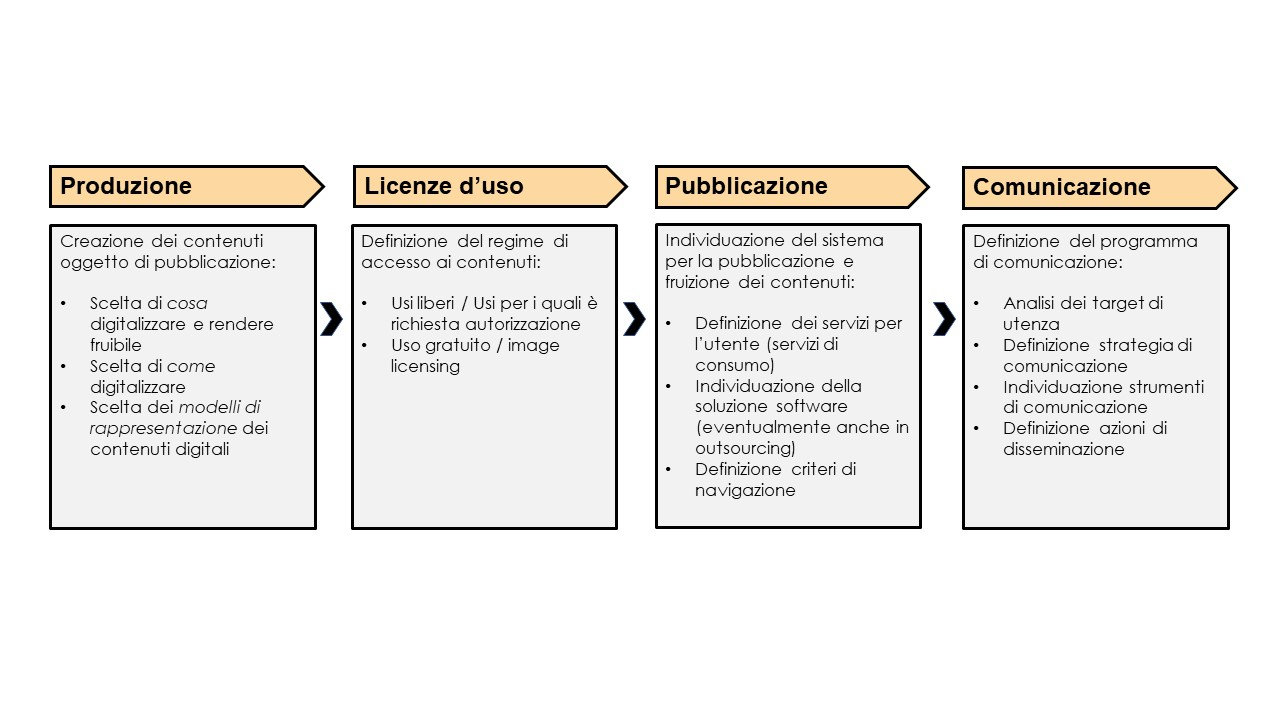 Produzione
Creazione dei contenuti
oggetto di pubblicazione:
• Scelta di cosa
digitalizzare e rendere
fruibile
• Scelta di come
digitalizzare
• Scelta dei modelli di
rappresentazione dei
contenuti digitali
Licenze d’uso
Definizione del regime di
accesso ai contenuti:
• Usi liberi / Usi per i quali è
richiesta autorizzazione
• Uso gratuito / image
licensing
Pubblicazione
Individuazione del sistema
per la pubblicazione e
fruizione dei contenuti:
• Definizione dei servizi per
l’utente (servizi di
consumo)
• Individuazione della
soluzione software
(eventualmente anche in
outsourcing)
• Definizione criteri di
navigazione
Comunicazione
Definizione del programma
di comunicazione:
• Analisi dei target di
utenza
• Definizione strategia di
comunicazione
• Individuazione strumenti
di comunicazione
• Definizione azioni di
disseminazione